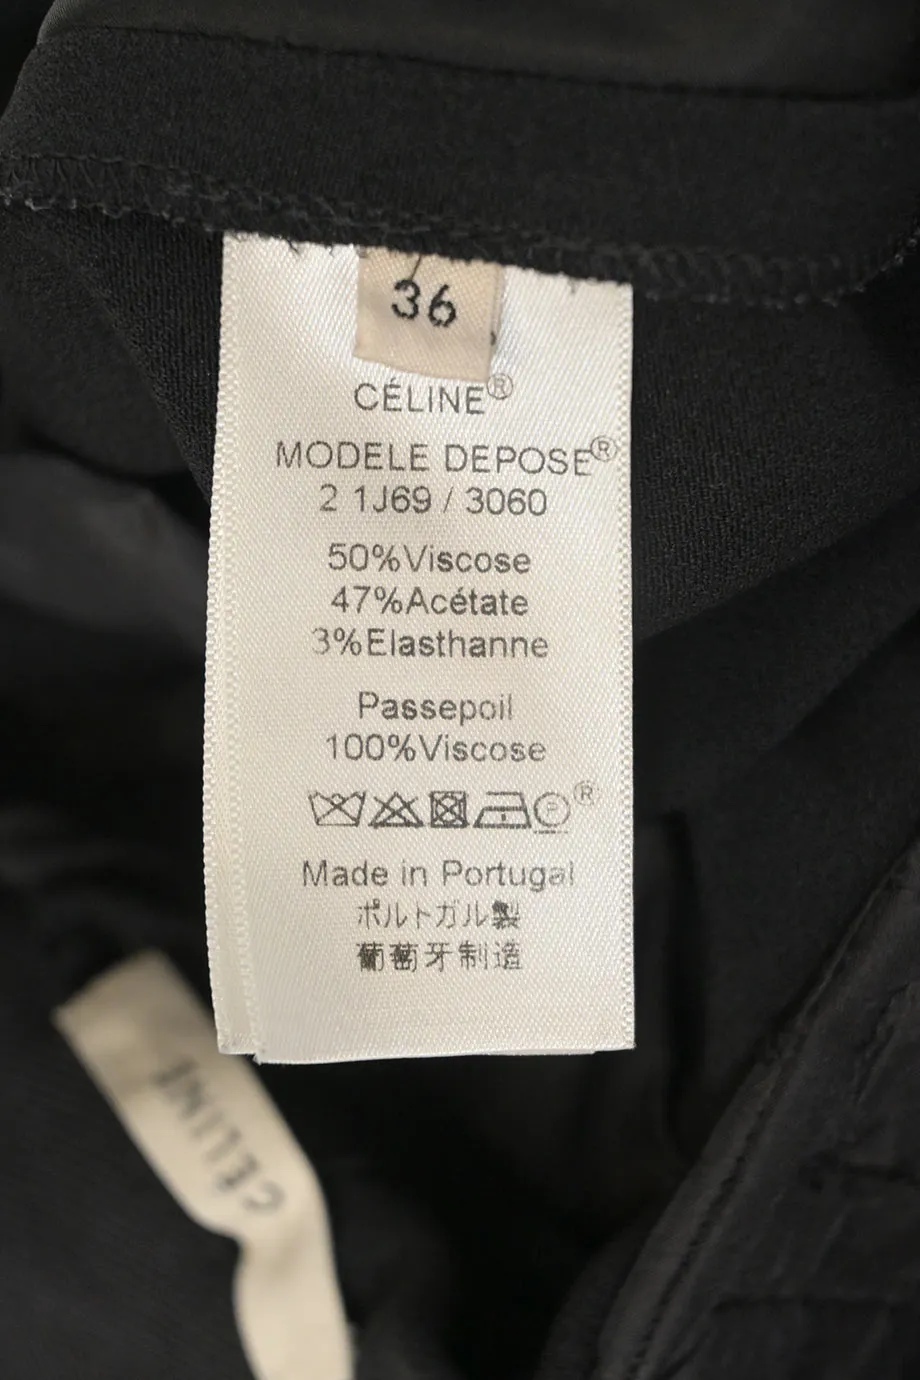 36
CÉLINE®
MODELE DEPOSE®
2 1J69 / 3060
50%Viscose
47%Acétate
3%Elasthanne
Passepoil
100%Viscose
P ®
Made in Portugal
ポルトガル製
葡萄牙制造
CÉLINE